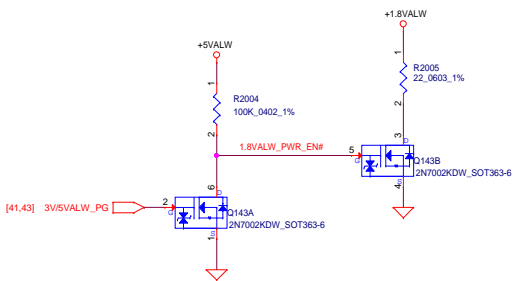 +1.8VALW
+5VALW
1
R2005
22_0603_1%
2
1
R2004
100K_0402_1%
2
1.8VALW_PWR_EN#
5
G
3
D
Q143B
2N7002KDW_SOT363-6
S
4
[41,43] 3V/5VALW_PG
2
G
6
D
Q143A
2N7002KDW_SOT363-6
S
1